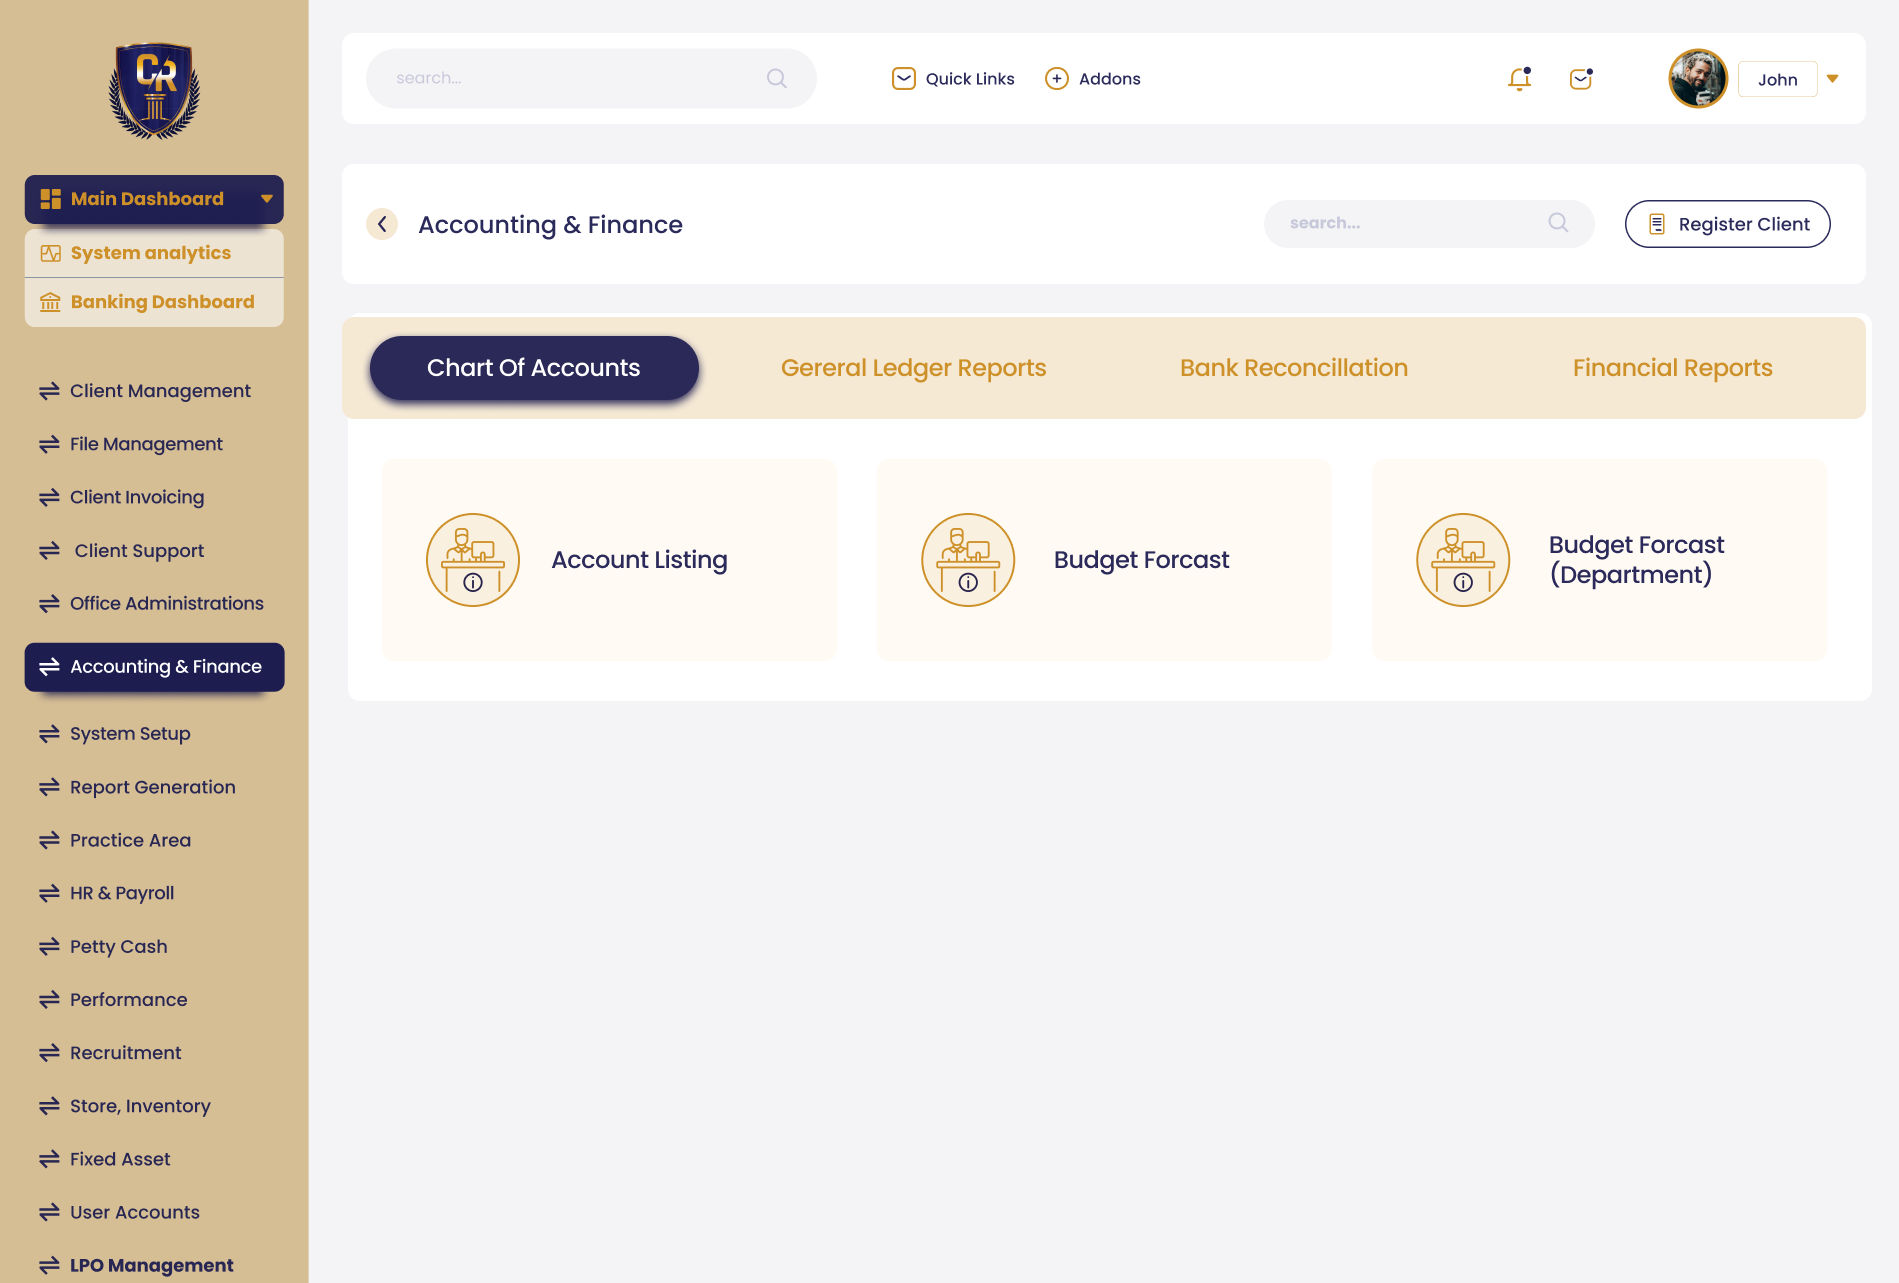 CR
Main Dashboard
System analytics
Banking Dashboard
Client Management
File Management
Client Invoicing
Client Support
Office Administrations
Accounting & Finance
System Setup
Report Generation
Practice Area
HR & Payroll
Petty Cash
Performance
Recruitment
Store, Inventory
Fixed Asset
User Accounts
LPO Management
search...
Quick Links
Addons
John
Accounting & Finance
search...
Register Client
Chart Of Accounts
Gereral Ledger Reports
Bank Reconcillation
Financial Reports
Account Listing
Budget Forcast
Budget Forcast
(Department)